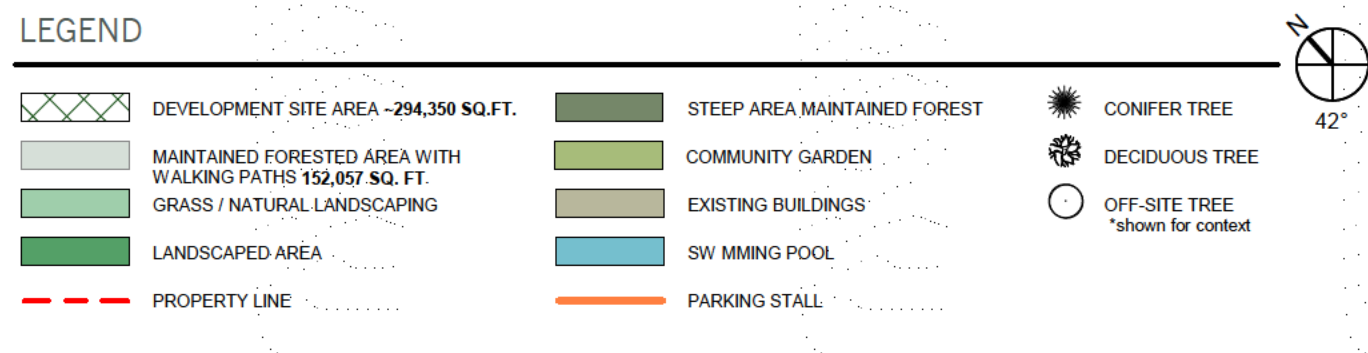 LEGEND
N
42°
DEVELOPMENT SITE AREA ~294,350 SQ.FT.
MAINTAINED FORESTED AREA WITH
WALKING PATHS 152,057 SQ. FT.
GRASS / NATURAL LANDSCAPING
LANDSCAPED AREA
PROPERTY LINE
STEEP AREA MAINTAINED FOREST
COMMUNITY GARDEN
EXISTING BUILDINGS
SW MMING POOL
PARKING STALL
CONIFER TREE
DECIDUOUS TREE
OFF-SITE TREE
*shown for context